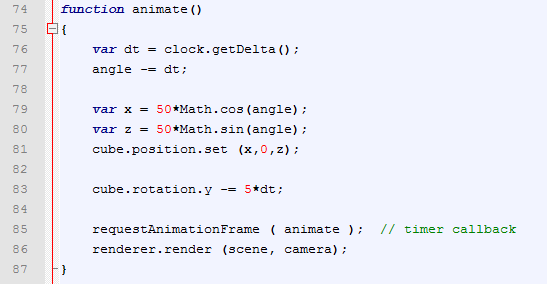 74 function animate()
75 {
76 var dt = clock.getDelta();
77 angle -= dt;
78
79 var x = 50*Math.cos(angle);
80 var z = 50*Math.sin(angle);
81 cube.position.set (x,0,z);
82
83 cube.rotation.y -= 5*dt;
84
85 requestAnimationFrame ( animate ); // timer callback
86 renderer.render (scene, camera);
87 }